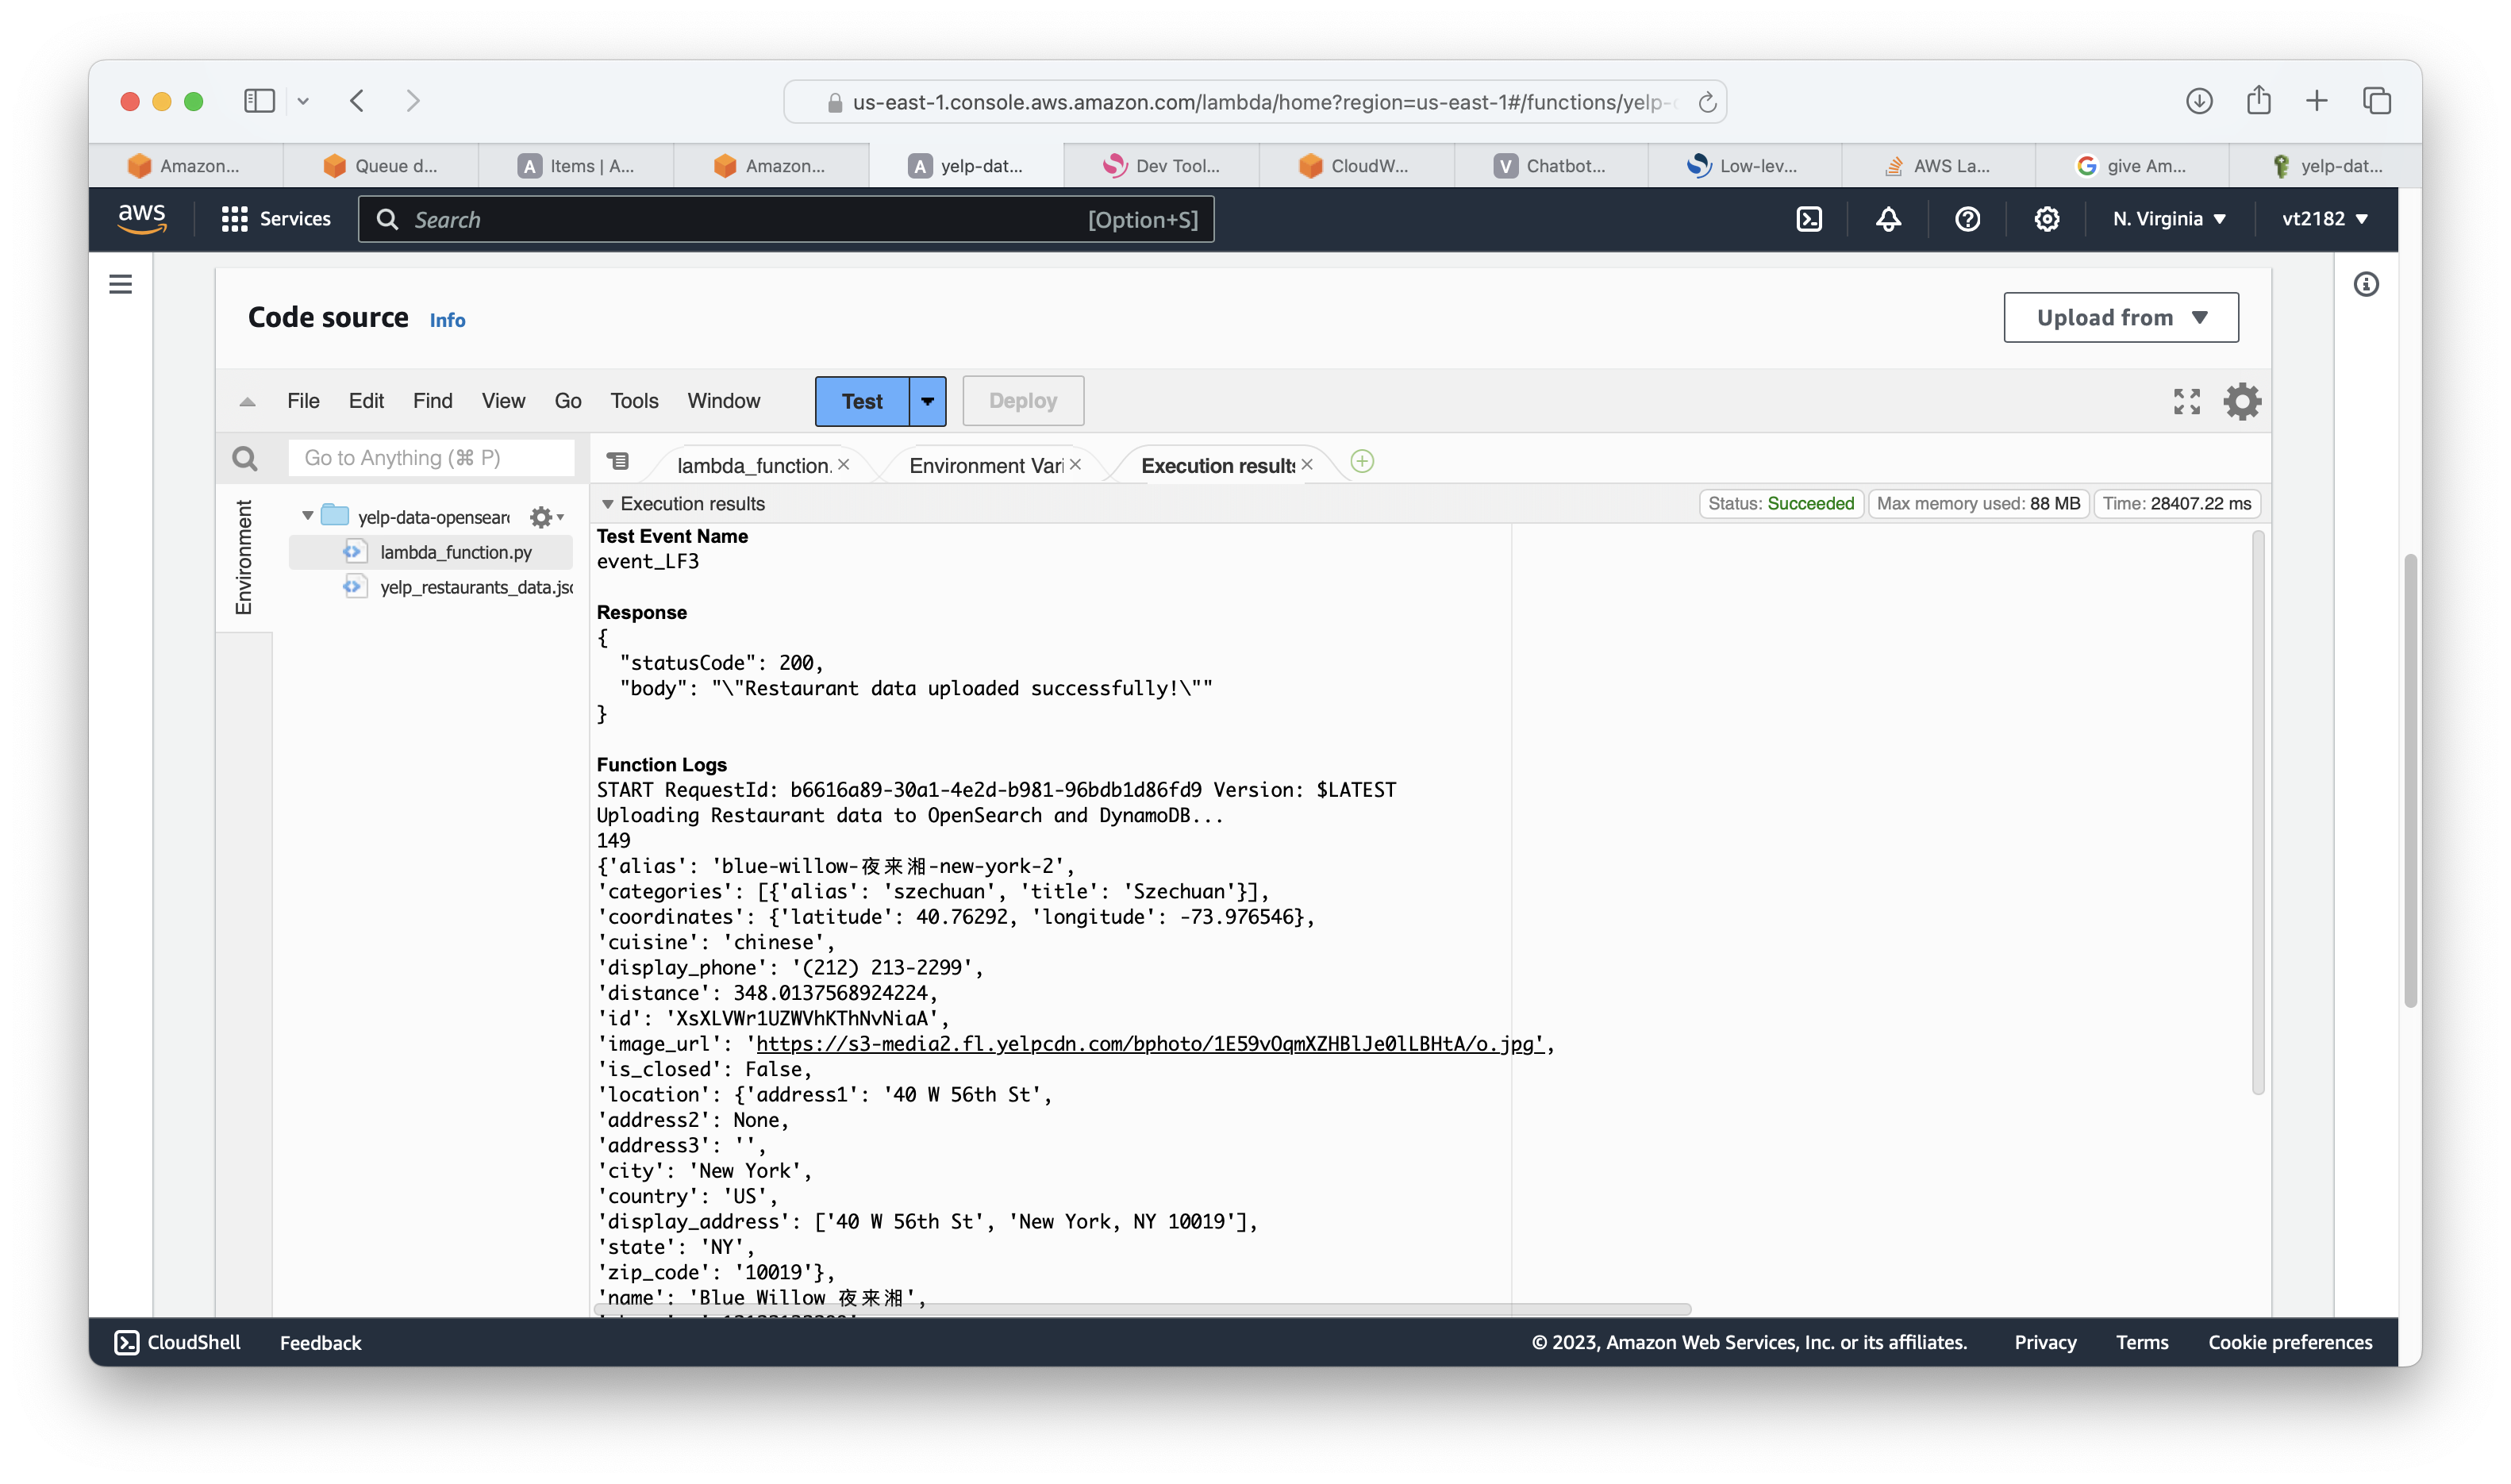 us-east-1.console.aws.amazon.com/lambda/home?region=us-east-1#/functions/yelp-
Amazon... Queue d... Items | A... Amazon... yelp-dat... Dev Tool... CloudW... Chatbot... Low-lev... AWS La... give Am... yelp-dat...
aws Services Search [Option+S] N. Virginia vt2182
Code source Info Upload from
File Edit Find View Go Tools Window Test Deploy
Go to Anything (⌘ P) lambda_function. Environment Vari Execution results
Environment
yelp-data-opensear
lambda_function.py
yelp_restaurants_data.jso
Execution results Status: Succeeded Max memory used: 88 MB Time: 28407.22 ms
Test Event Name
event_LF3
Response
{
"statusCode": 200,
"body": "\"Restaurant data uploaded successfully!\""
}
Function Logs
START RequestId: b6616a89-30a1-4e2d-b981-96bdb1d86fd9 Version: $LATEST
Uploading Restaurant data to OpenSearch and DynamoDB...
149
{'alias': 'blue-willow-夜来湘-new-york-2',
'categories': [{'alias': 'szechuan', 'title': 'Szechuan'}],
'coordinates': {'latitude': 40.76292, 'longitude': -73.976546},
'cuisine': 'chinese',
'display_phone': '(212) 213-2299',
'distance': 348.0137568924224,
'id': 'XsXLVWr1UZWVhKThNvNiaA',
'image_url': 'https://s3-media2.fl.yelpcdn.com/bphoto/1E59vOqmXZHBlJe0lLBHtA/o.jpg',
'is_closed': False,
'location': {'address1': '40 W 56th St',
'address2': None,
'address3': '',
'city': 'New York',
'country': 'US',
'display_address': ['40 W 56th St', 'New York, NY 10019'],
'state': 'NY',
'zip_code': '10019'},
'name': 'Blue Willow 夜来湘',
CloudShell Feedback © 2023, Amazon Web Services, Inc. or its affiliates. Privacy Terms Cookie preferences